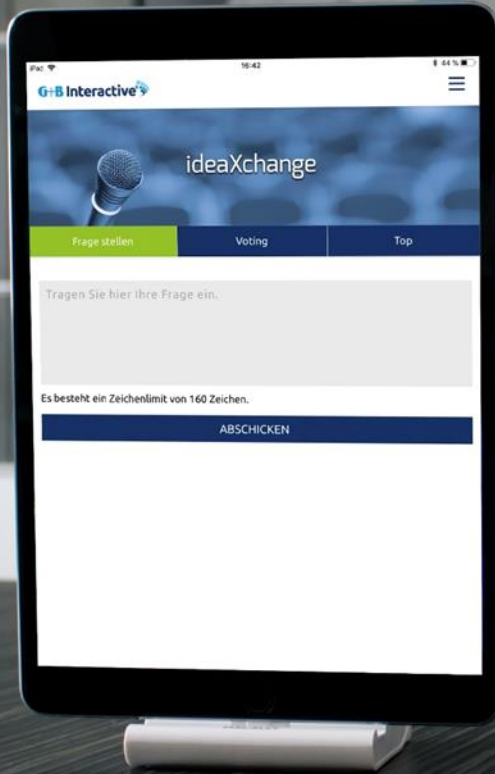 iPad 16:42 44 %
G+B Interactive
ideaXchange
Frage stellen Voting Top
Tragen Sie hier Ihre Frage ein.
Es besteht ein Zeichenlimit von 160 Zeichen.
ABSCHICKEN